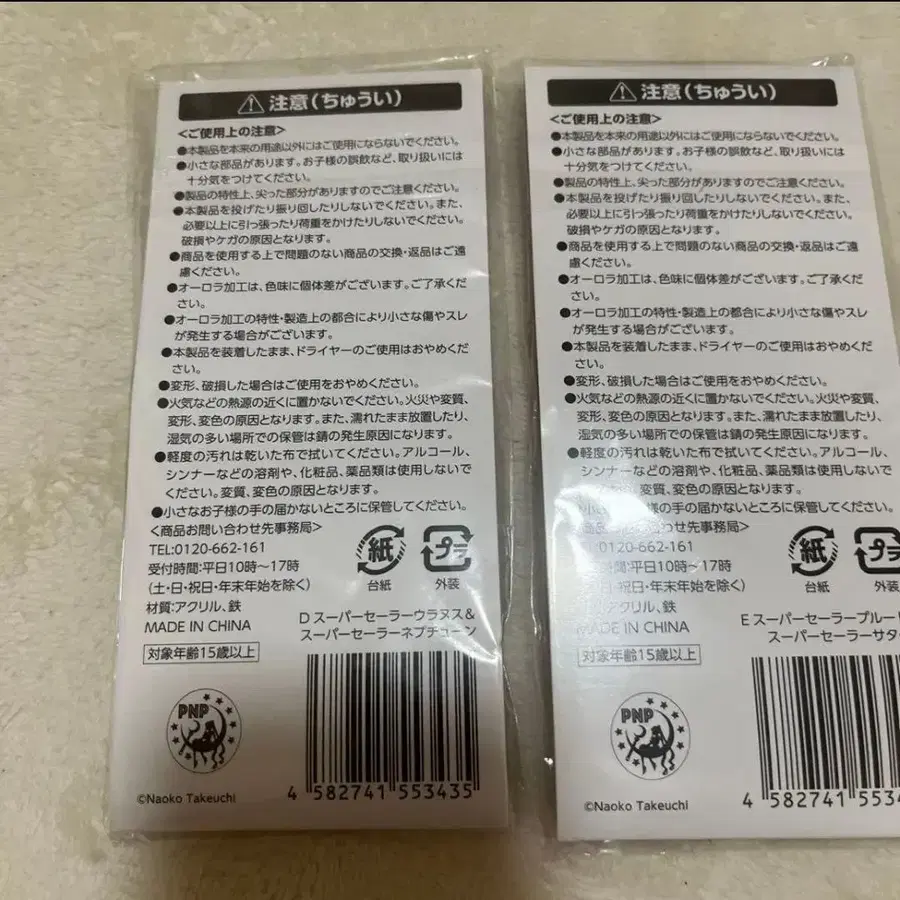 注意(ちゅうい)
<ご使用上の注意>
●本製品を本来の用途以外にはご使用にならないでください。
●小さな部品があります。お子様の誤飲など、取り扱いには
十分気をつけてください。
●製品の特性上、尖った部分がありますのでご注意ください。
●本製品を投げたり振り回したりしないでください。また、
必要以上に引っ張ったり荷重をかけたりしないでください。
破損やケガの原因となります。
●商品を使用する上で問題のない商品の交換・返品はご遠
慮ください。
●オーロラ加工は、色味に個体差がございます。ご了承くだ
さい。
●オーロラ加工の特性・製造上の都合により小さな傷やスレ
が発生する場合がございます。
●本製品を装着したまま、ドライヤーのご使用はおやめくだ
さい。
●変形、破損した場合はご使用をおやめください。
●火気などの熱源の近くに置かないでください。火災や変質、
変形、変色の原因となります。また、濡れたまま放置したり、
湿気の多い場所での保管は錆の発生原因になります。
●軽度の汚れは乾いた布で拭いてください。アルコール、
シンナーなどの溶剤や、化粧品、薬品類は使用しないで
ください。変質、変色の原因となります。
●小さなお子様の手の届かないところに保管してください。
<商品お問い合わせ先事務局>
TEL:0120-662-161
受付時間:平日10時~17時
(土・日・祝日・年末年始を除く)
材質:アクリル、鉄
MADE IN CHINA
対象年齢15歳以上
紙
台紙
プラ
外装
D スーパーセーラーウラヌス&
スーパーセーラーネプチューン
PNP
©Naoko Takeuchi
4 582741 553435
注意(ちゅうい)
<ご使用上の注意>
●本製品を本来の用途以外にはご使用にならないでください。
●小さな部品があります。お子様の誤飲など、取り扱いには
十分気をつけてください。
●製品の特性上、尖った部分がありますのでご注意ください。
●本製品を投げたり振り回したりしないでください。また、
必要以上に引っ張ったり荷重をかけたりしないでください。
破損やケガの原因となります。
●商品を使用する上で問題のない商品の交換・返品はご遠
慮ください。
●オーロラ加工は、色味に個体差がございます。ご了承くだ
さい。
●オーロラ加工の特性・製造上の都合により小さな傷やスレ
が発生する場合がございます。
●本製品を装着したまま、ドライヤーのご使用はおやめくだ
さい。
●変形、破損した場合はご使用をおやめください。
●火気などの熱源の近くに置かないでください。火災や変質、
変形、変色の原因となります。また、濡れたまま放置したり、
湿気の多い場所での保管は錆の発生原因になります。
●軽度の汚れは乾いた布で拭いてください。アルコール、
シンナーなどの溶剤や、化粧品、薬品類は使用しないで
ください。変質、変色の原因となります。
●小さ 様の手の届かないところに保管してください。
商品 合わせ先事務局>
TEL:0120-662-161
受付時間:平日10時~17時
・日・祝日・年末年始を除く)
:アクリル、鉄
MADE IN CHINA
対象年齢15歳以上
紙
台紙
プラ
外装
E スーパーセーラープルー
スーパーセーラーサタ
PNP
©Naoko Takeuchi
4 582741 5534